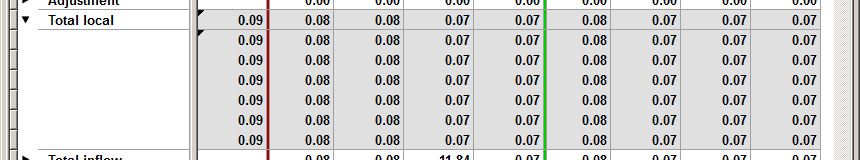 Adjustment 0.00 0.00 0.00 0.00 0.00 0.00 0.00 0.00
Total local 0.09 0.08 0.08 0.07 0.07 0.08 0.07 0.07 0.07
0.09 0.08 0.08 0.07 0.07 0.08 0.07 0.07 0.07
0.09 0.08 0.08 0.07 0.07 0.08 0.07 0.07 0.07
0.09 0.08 0.08 0.07 0.07 0.08 0.07 0.07 0.07
0.09 0.08 0.08 0.07 0.07 0.08 0.07 0.07 0.07
0.09 0.08 0.08 0.07 0.07 0.08 0.07 0.07 0.07
0.09 0.08 0.08 0.07 0.07 0.08 0.07 0.07 0.07
Total inflow 0.08 0.08 11.84 0.07 0.08 0.07 0.07 0.07